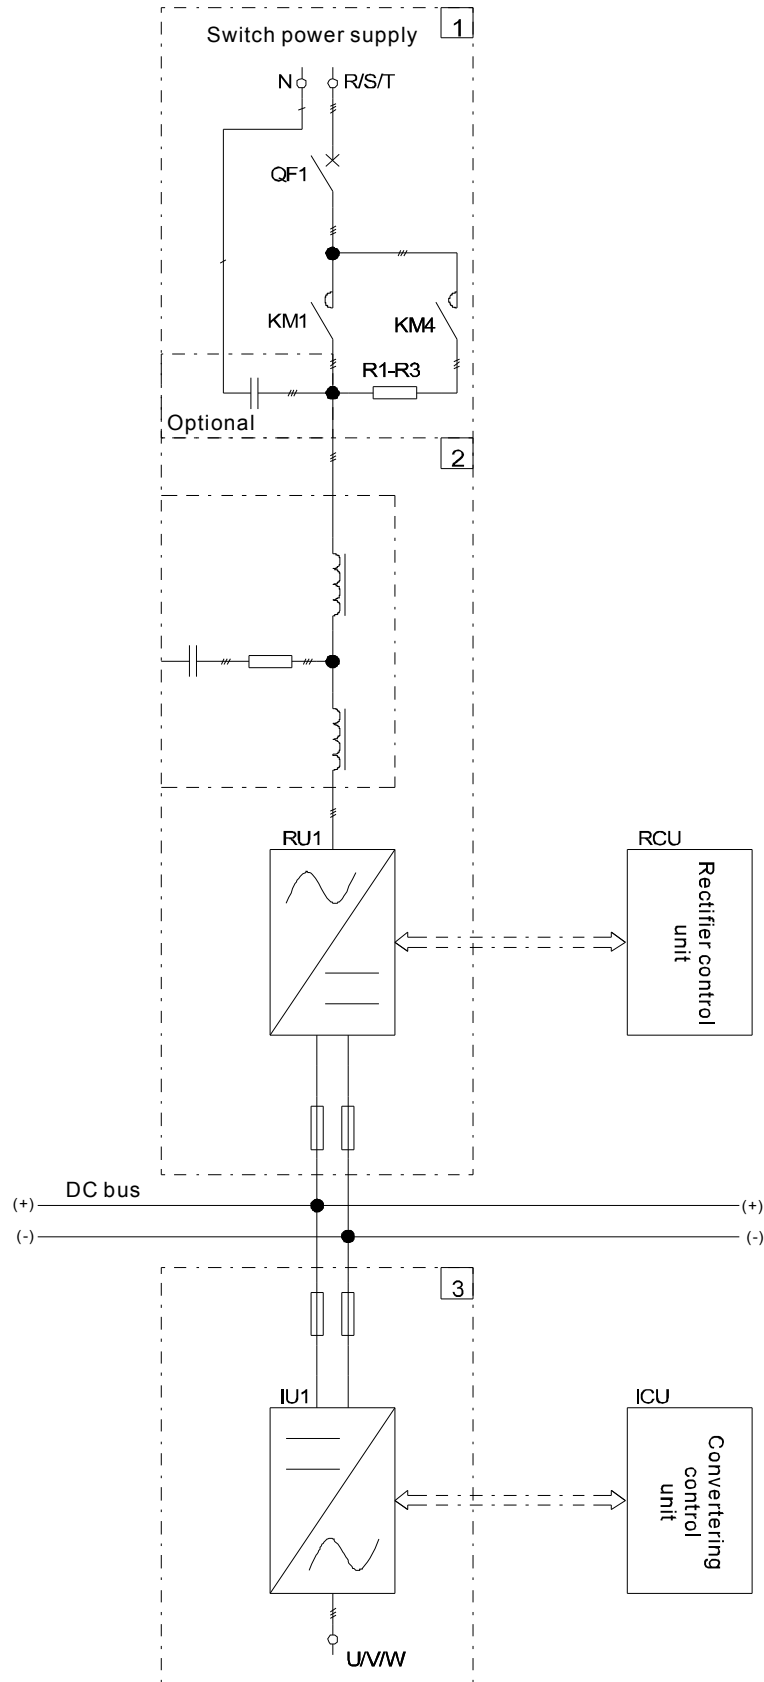 1
Switch power supply
N R/S/T
QF1
KM1 KM4
R1-R3
Optional
2
RU1 RCU
Rectifier control
unit
DC bus
(+) (+)
(-) (-)
3
IU1 ICU
Convertering
control
unit
U/V/W